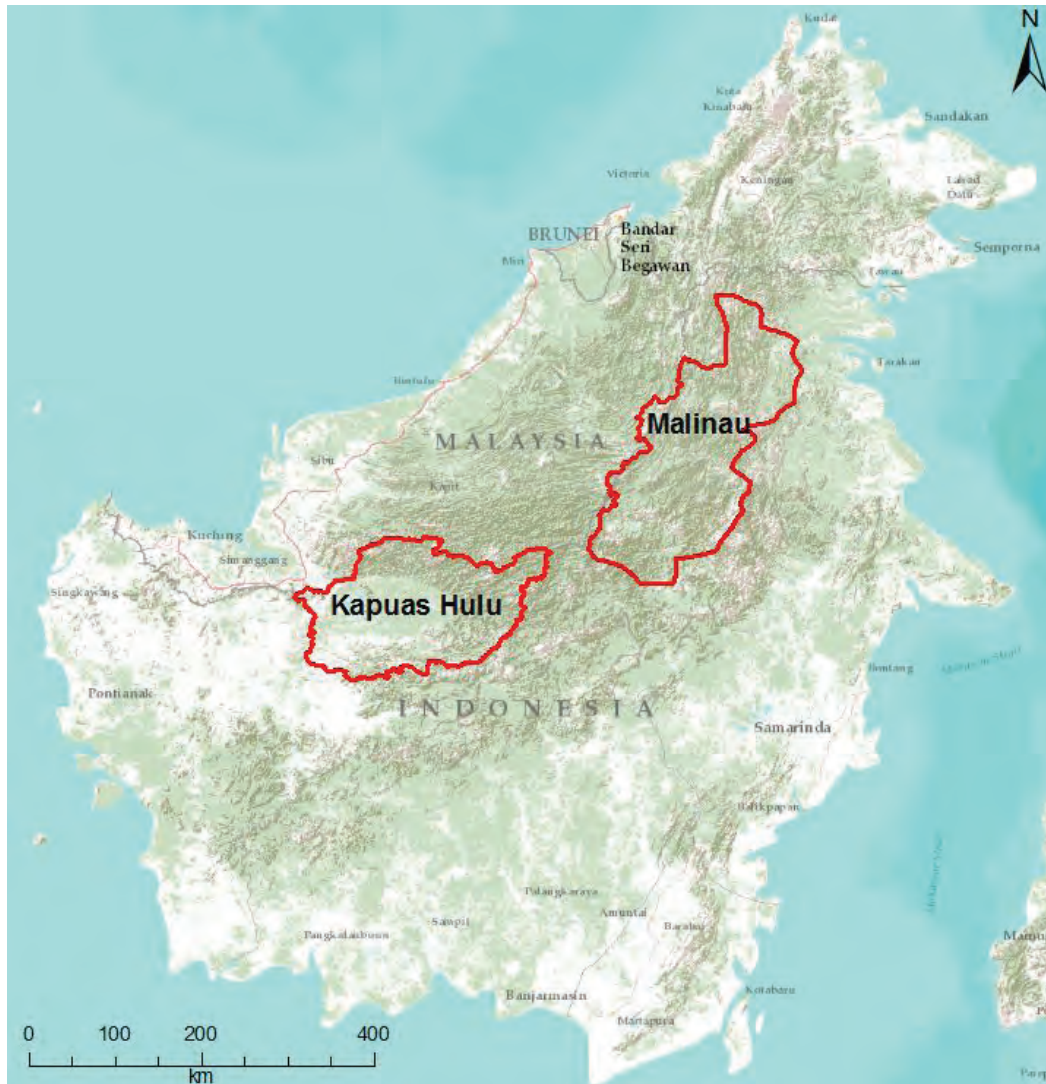 Kudat
N
Kota
Kinabalu
Sandakan
Victoria
Keningau
Lahad
Datu
BRUNEI
Bandar
Seri
Begawan
Semporna
Miri
Tawau
Tarakan
Bintulu
Malinau
MALAYSIA
Sibu
Kapit
Kuching
Simanggang
Singkawang
Kapuas Hulu
Bontang
Pontianak
INDONESIA
Samarinda
Balikpapan
Palangkaraya
Amuntai
Sampit
Barabai
Pangkalanbuun
Mamu
Banjarmasin
Kotabaru
Martapura
0 100 200 400
km